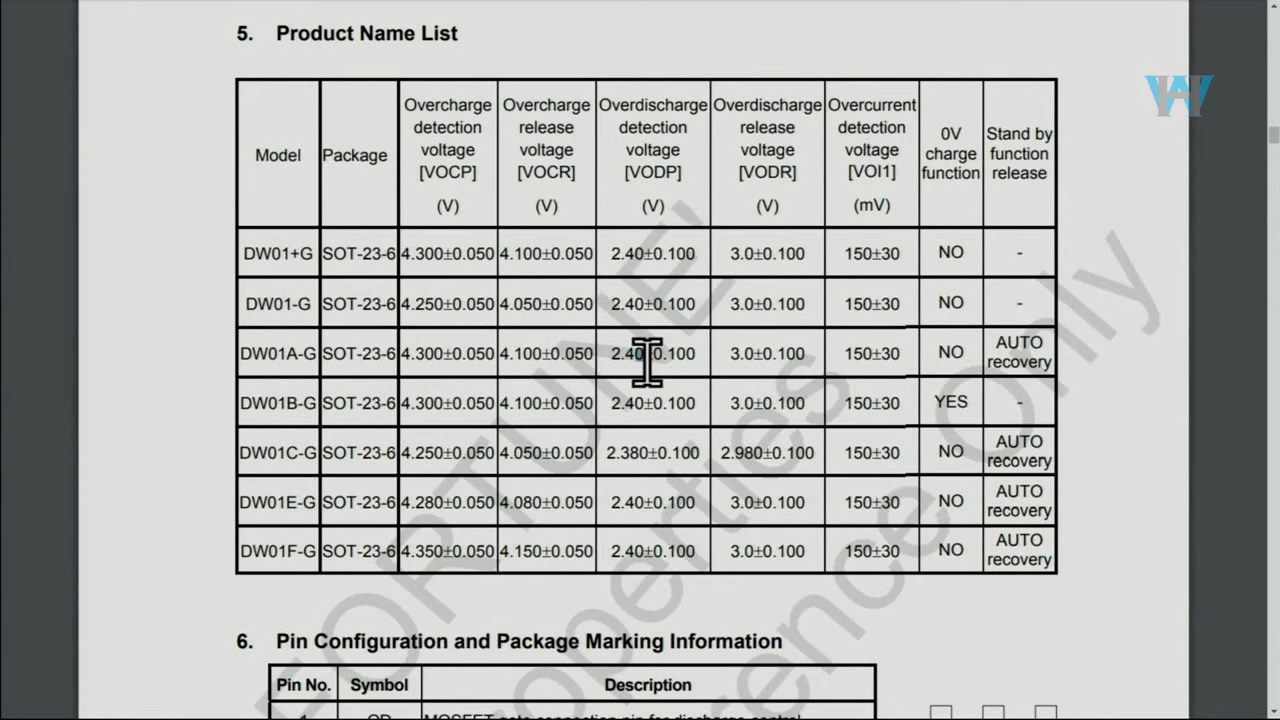 5. Product Name List
Model Package Overcharge detection voltage [VOCP] (V) Overcharge release voltage [VOCR] (V) Overdischarge detection voltage [VODP] (V) Overdischarge release voltage [VODR] (V) Overcurrent detection voltage [VOI1] (mV) 0V charge function Stand by function release
DW01+G SOT-23-6 4.300±0.050 4.100±0.050 2.40±0.100 3.0±0.100 150±30 NO -
DW01-G SOT-23-6 4.250±0.050 4.050±0.050 2.40±0.100 3.0±0.100 150±30 NO -
DW01A-G SOT-23-6 4.300±0.050 4.100±0.050 2.40±0.100 3.0±0.100 150±30 NO AUTO recovery
DW01B-G SOT-23-6 4.300±0.050 4.100±0.050 2.40±0.100 3.0±0.100 150±30 YES -
DW01C-G SOT-23-6 4.250±0.050 4.050±0.050 2.380±0.100 2.980±0.100 150±30 NO AUTO recovery
DW01E-G SOT-23-6 4.280±0.050 4.080±0.050 2.40±0.100 3.0±0.100 150±30 NO AUTO recovery
DW01F-G SOT-23-6 4.350±0.050 4.150±0.050 2.40±0.100 3.0±0.100 150±30 NO AUTO recovery
6. Pin Configuration and Package Marking Information
Pin No. Symbol Description
FORTUNE'
Properties
Reference Only